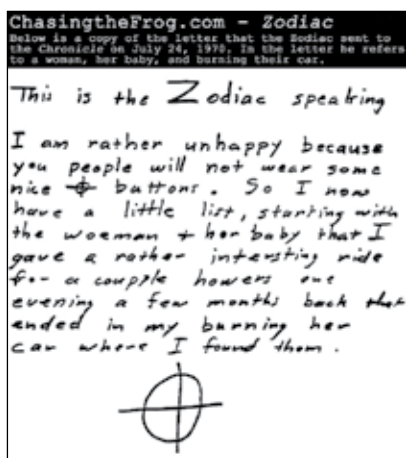 ChasingtheFrog.com - Zodiac
Below is a copy of the letter that the Zodiac sent to
the Chronicle on July 24, 1970. In the letter he refers
to a woman, her baby, and burning their car.
This is the Zodiac speaking
I am rather unhappy because
you people will not wear some
nice ⌖ buttons. So I now
have a little list, starting with
the woeman + her baby that I
gave a rather intersting ride
for a coupple howers one
evening a few months back that
ended in my burning her
car where I found them.